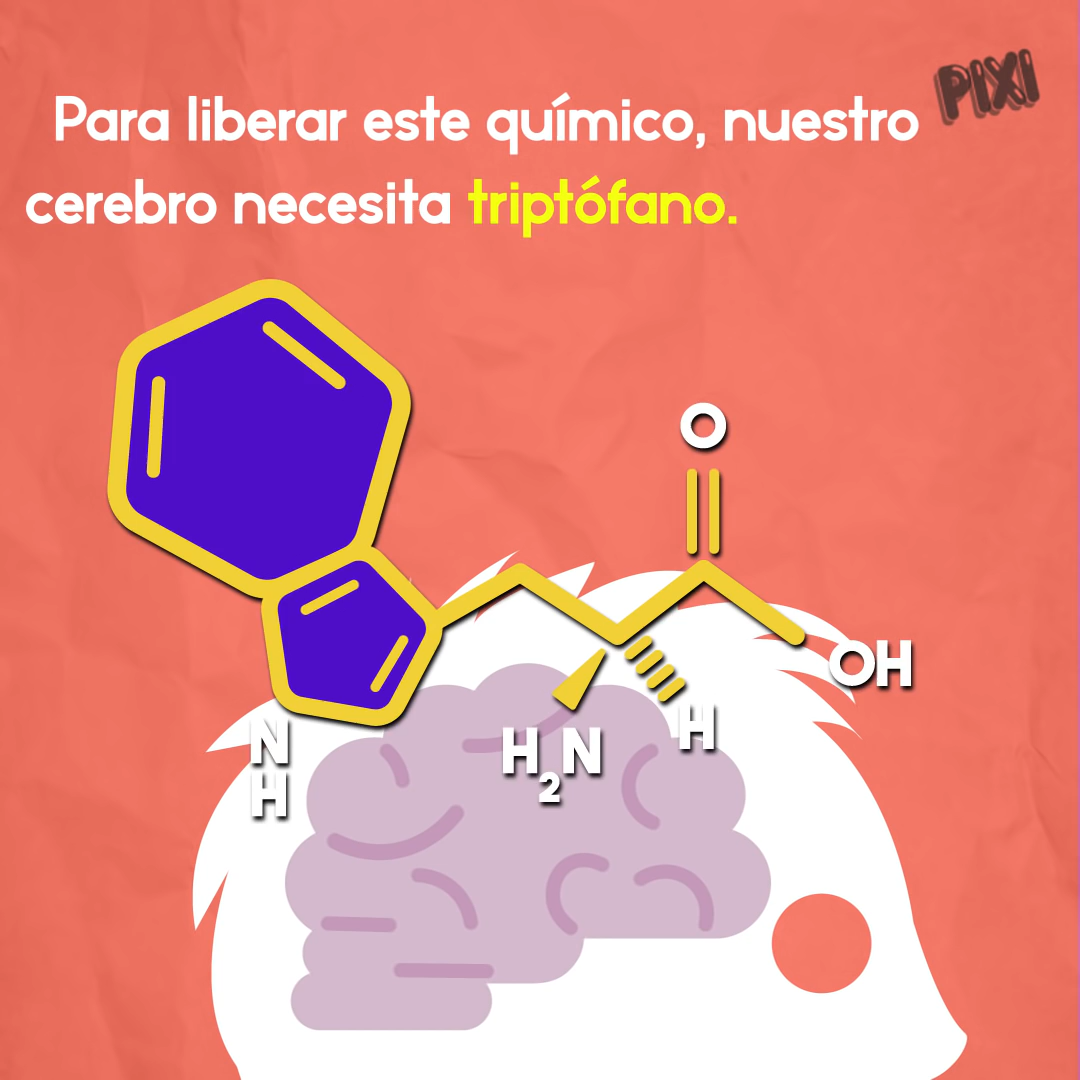 PIXI
Para liberar este químico, nuestro
cerebro necesita triptófano.
O
OH
H
H₂N
N
H